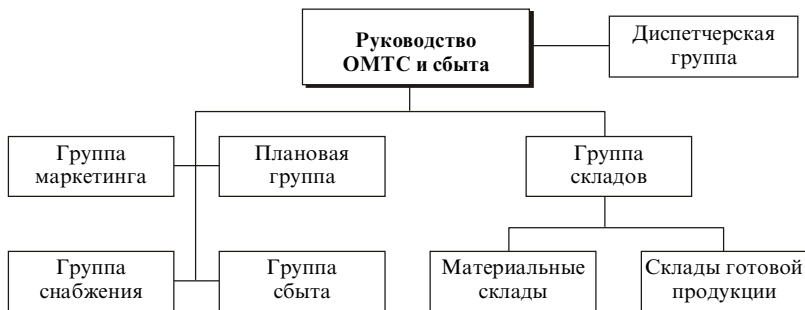 Руководство
ОМТС и сбыта
Диспетчерская
группа
Группа
маркетинга
Плановая
группа
Группа
складов
Группа
снабжения
Группа
сбыта
Материальные
склады
Склады готовой
продукции